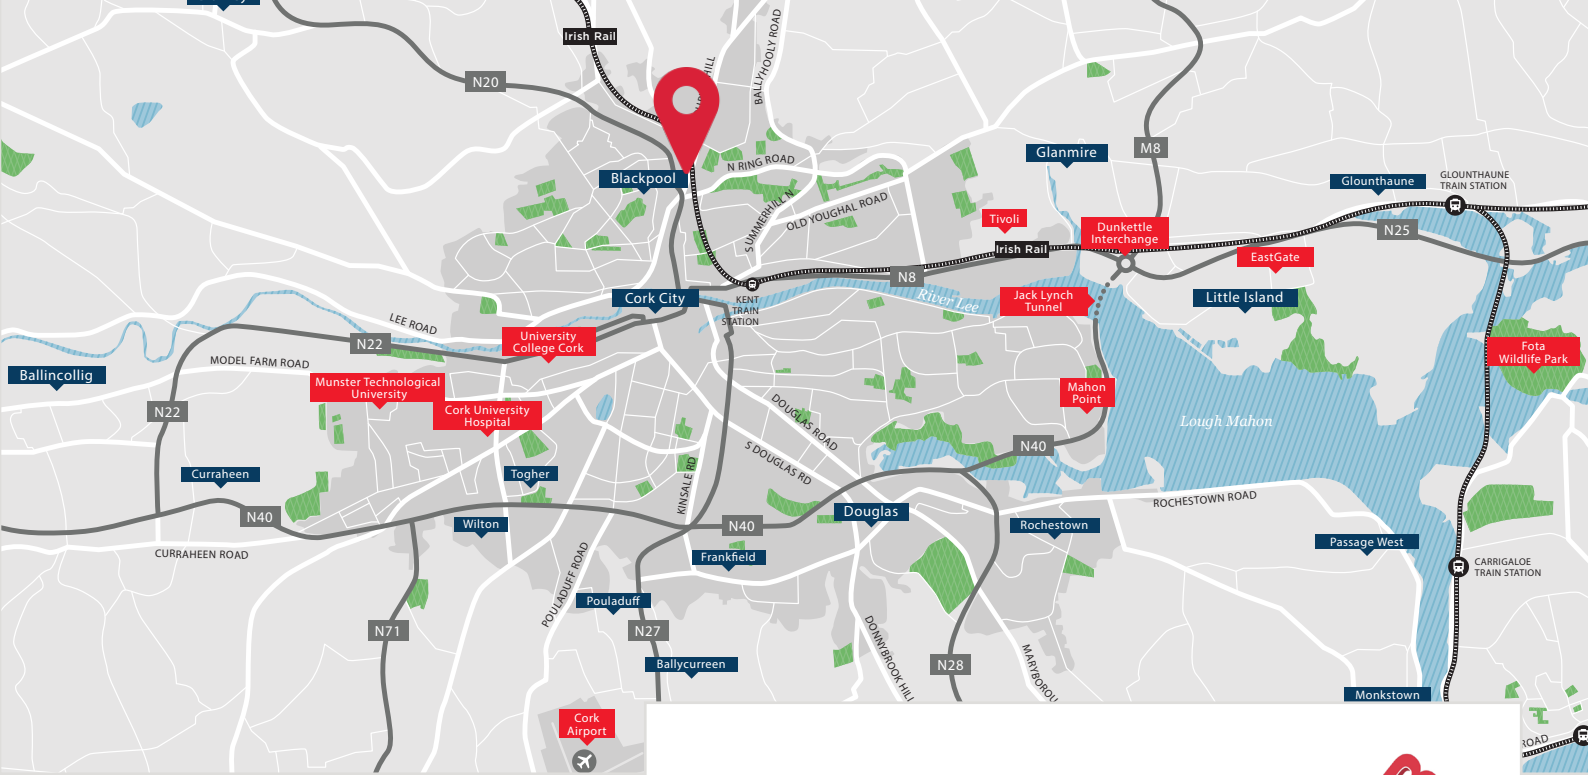 Irish Rail
HILL
BALLYHOOLY ROAD
N20
M8
Glanmire
N RING ROAD
Blackpool
Glounthaune
GLOUNTHAUNE
TRAIN STATION
SUMMERHILL N
OLD YOUGHAL ROAD
Tivoli
Dunkettle
Interchange
N25
Irish Rail
EastGate
N8
Cork City
KENT
TRAIN
STATION
River Lee
Jack Lynch
Tunnel
Little Island
LEE ROAD
N22
University
College Cork
Fota
Wildlife Park
MODEL FARM ROAD
Ballincollig
Munster Technological
University
Mahon
Point
N22
Cork University
Hospital
DOUGLAS ROAD
Lough Mahon
S DOUGLAS RD
N40
Curraheen
Togher
KINSALE RD
ROCHESTOWN ROAD
N40
Wilton
N40
Douglas
Rochestown
Passage West
CURRAHEEN ROAD
Frankfield
CARRIGALOE
TRAIN STATION
POULADUFF ROAD
Pouladuff
N71
N27
DONNYBROOK HILL
N28
MARYBOROU
Ballycurreen
Monkstown
Cork
Airport
ROAD